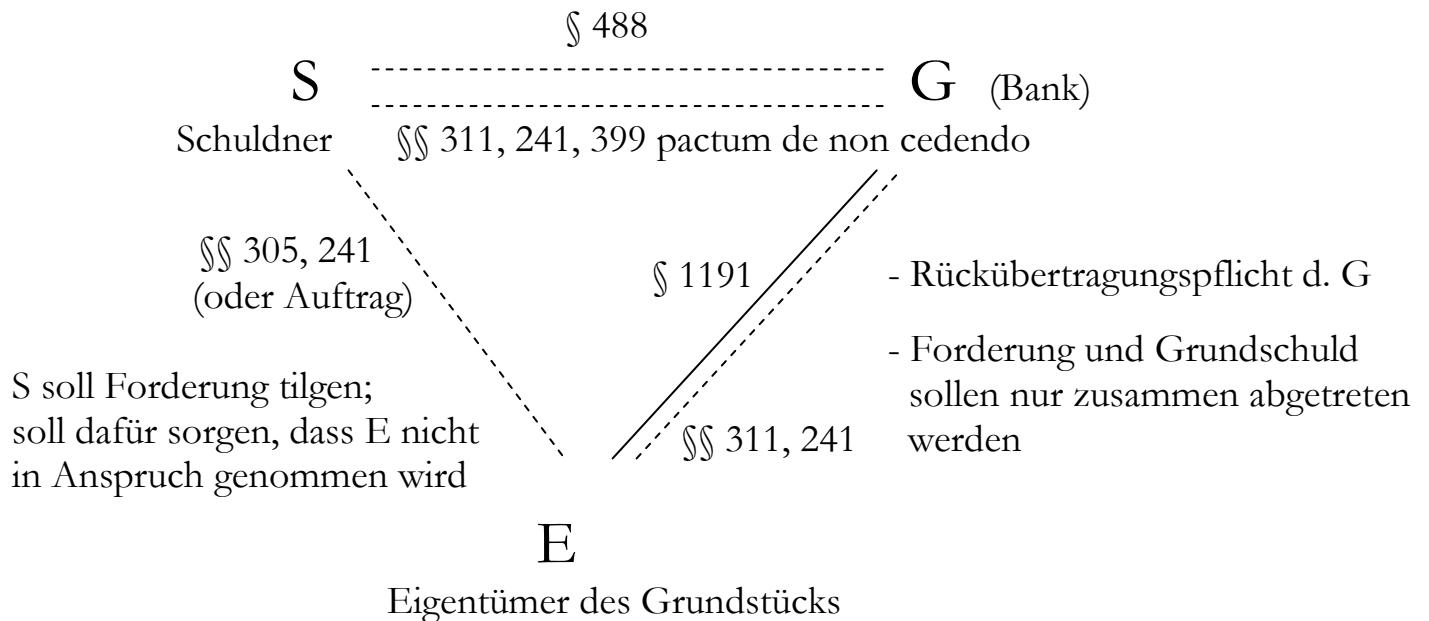 § 488
S G (Bank)
Schuldner §§ 311, 241, 399 pactum de non cedendo
§§ 305, 241
(oder Auftrag)
§ 1191
- Rückübertragungspflicht d. G
- Forderung und Grundschuld
sollen nur zusammen abgetreten
werden
S soll Forderung tilgen;
soll dafür sorgen, dass E nicht
in Anspruch genommen wird
§§ 311, 241
E
Eigentümer des Grundstücks